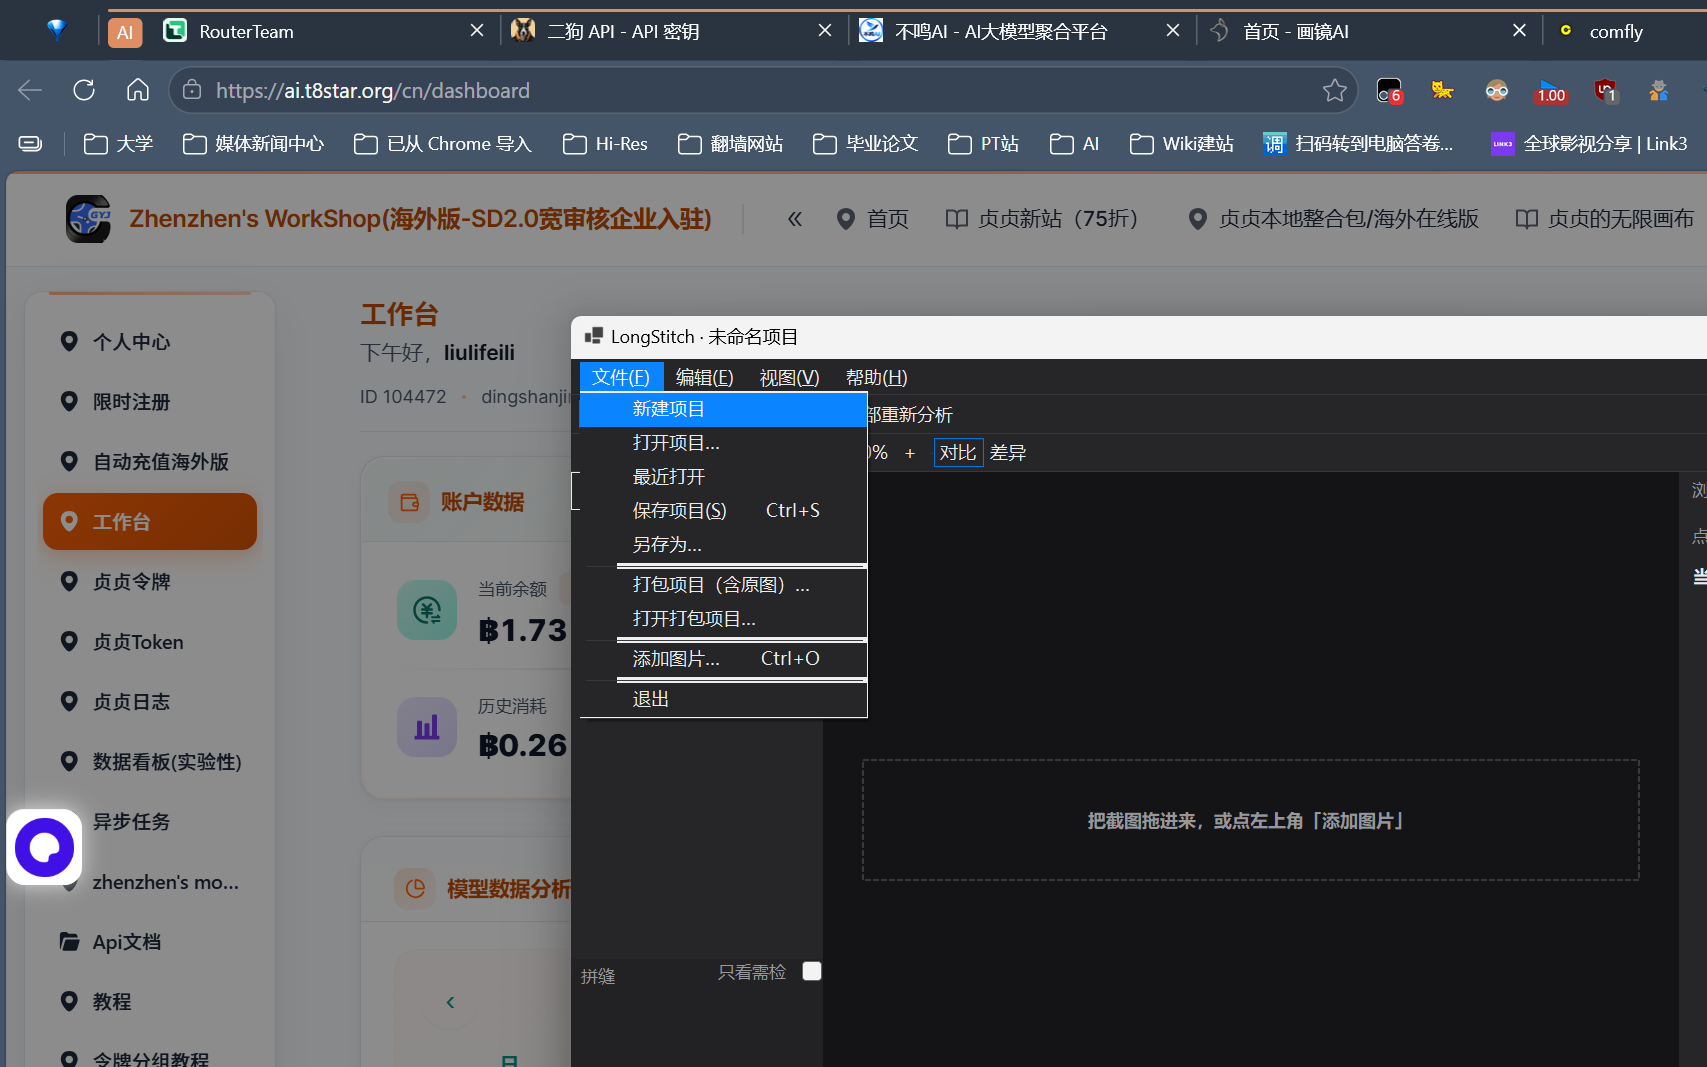 AI
RouterTeam
二狗 API - API 密钥
不鸣AI - AI大模型聚合平台
首页 - 画镜AI
comfly
https://ai.t8star.org/cn/dashboard
6
1.00
1
大学
媒体新闻中心
已从 Chrome 导入
Hi-Res
翻墙网站
毕业论文
PT站
AI
Wiki建站
调
扫码转到电脑答卷...
LINK3
全球影视分享 | Link3
Zhenzhen's WorkShop(海外版-SD2.0宽审核企业入驻)
«
首页
贞贞新站（75折）
贞贞本地整合包/海外在线版
贞贞的无限画布
个人中心
限时注册
自动充值海外版
工作台
贞贞令牌
贞贞Token
贞贞日志
数据看板(实验性)
异步任务
zhenzhen's mo...
Api文档
教程
令牌分组教程
工作台
下午好，liulifeili
ID 104472 • dingshanjin
账户数据
当前余额
฿1.73
历史消耗
฿0.26
模型数据分析
日
LongStitch · 未命名项目
文件(F) 编辑(E) 视图(V) 帮助(H)
部重新分析
% + 对比 差异
新建项目
打开项目...
最近打开
保存项目(S) Ctrl+S
另存为...
打包项目（含原图）...
打开打包项目...
添加图片... Ctrl+O
退出
浏
点
当
把截图拖进来，或点左上角「添加图片」
拼缝
只看需检